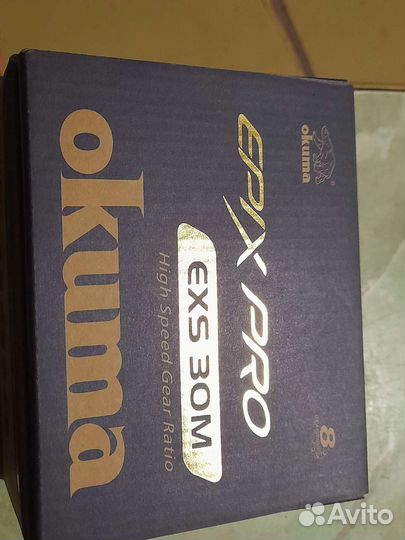 okuma
okuma
EPIX PRO
EXS 30M
High Speed Gear Ratio
8
Avito